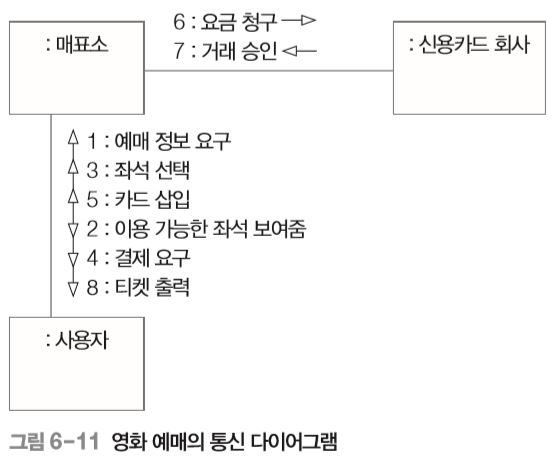 : 매표소
6 : 요금 청구
7 : 거래 승인
: 신용카드 회사
1 : 예매 정보 요구
3 : 좌석 선택
5 : 카드 삽입
2 : 이용 가능한 좌석 보여줌
4 : 결제 요구
8 : 티켓 출력
: 사용자
그림 6-11 영화 예매의 통신 다이어그램